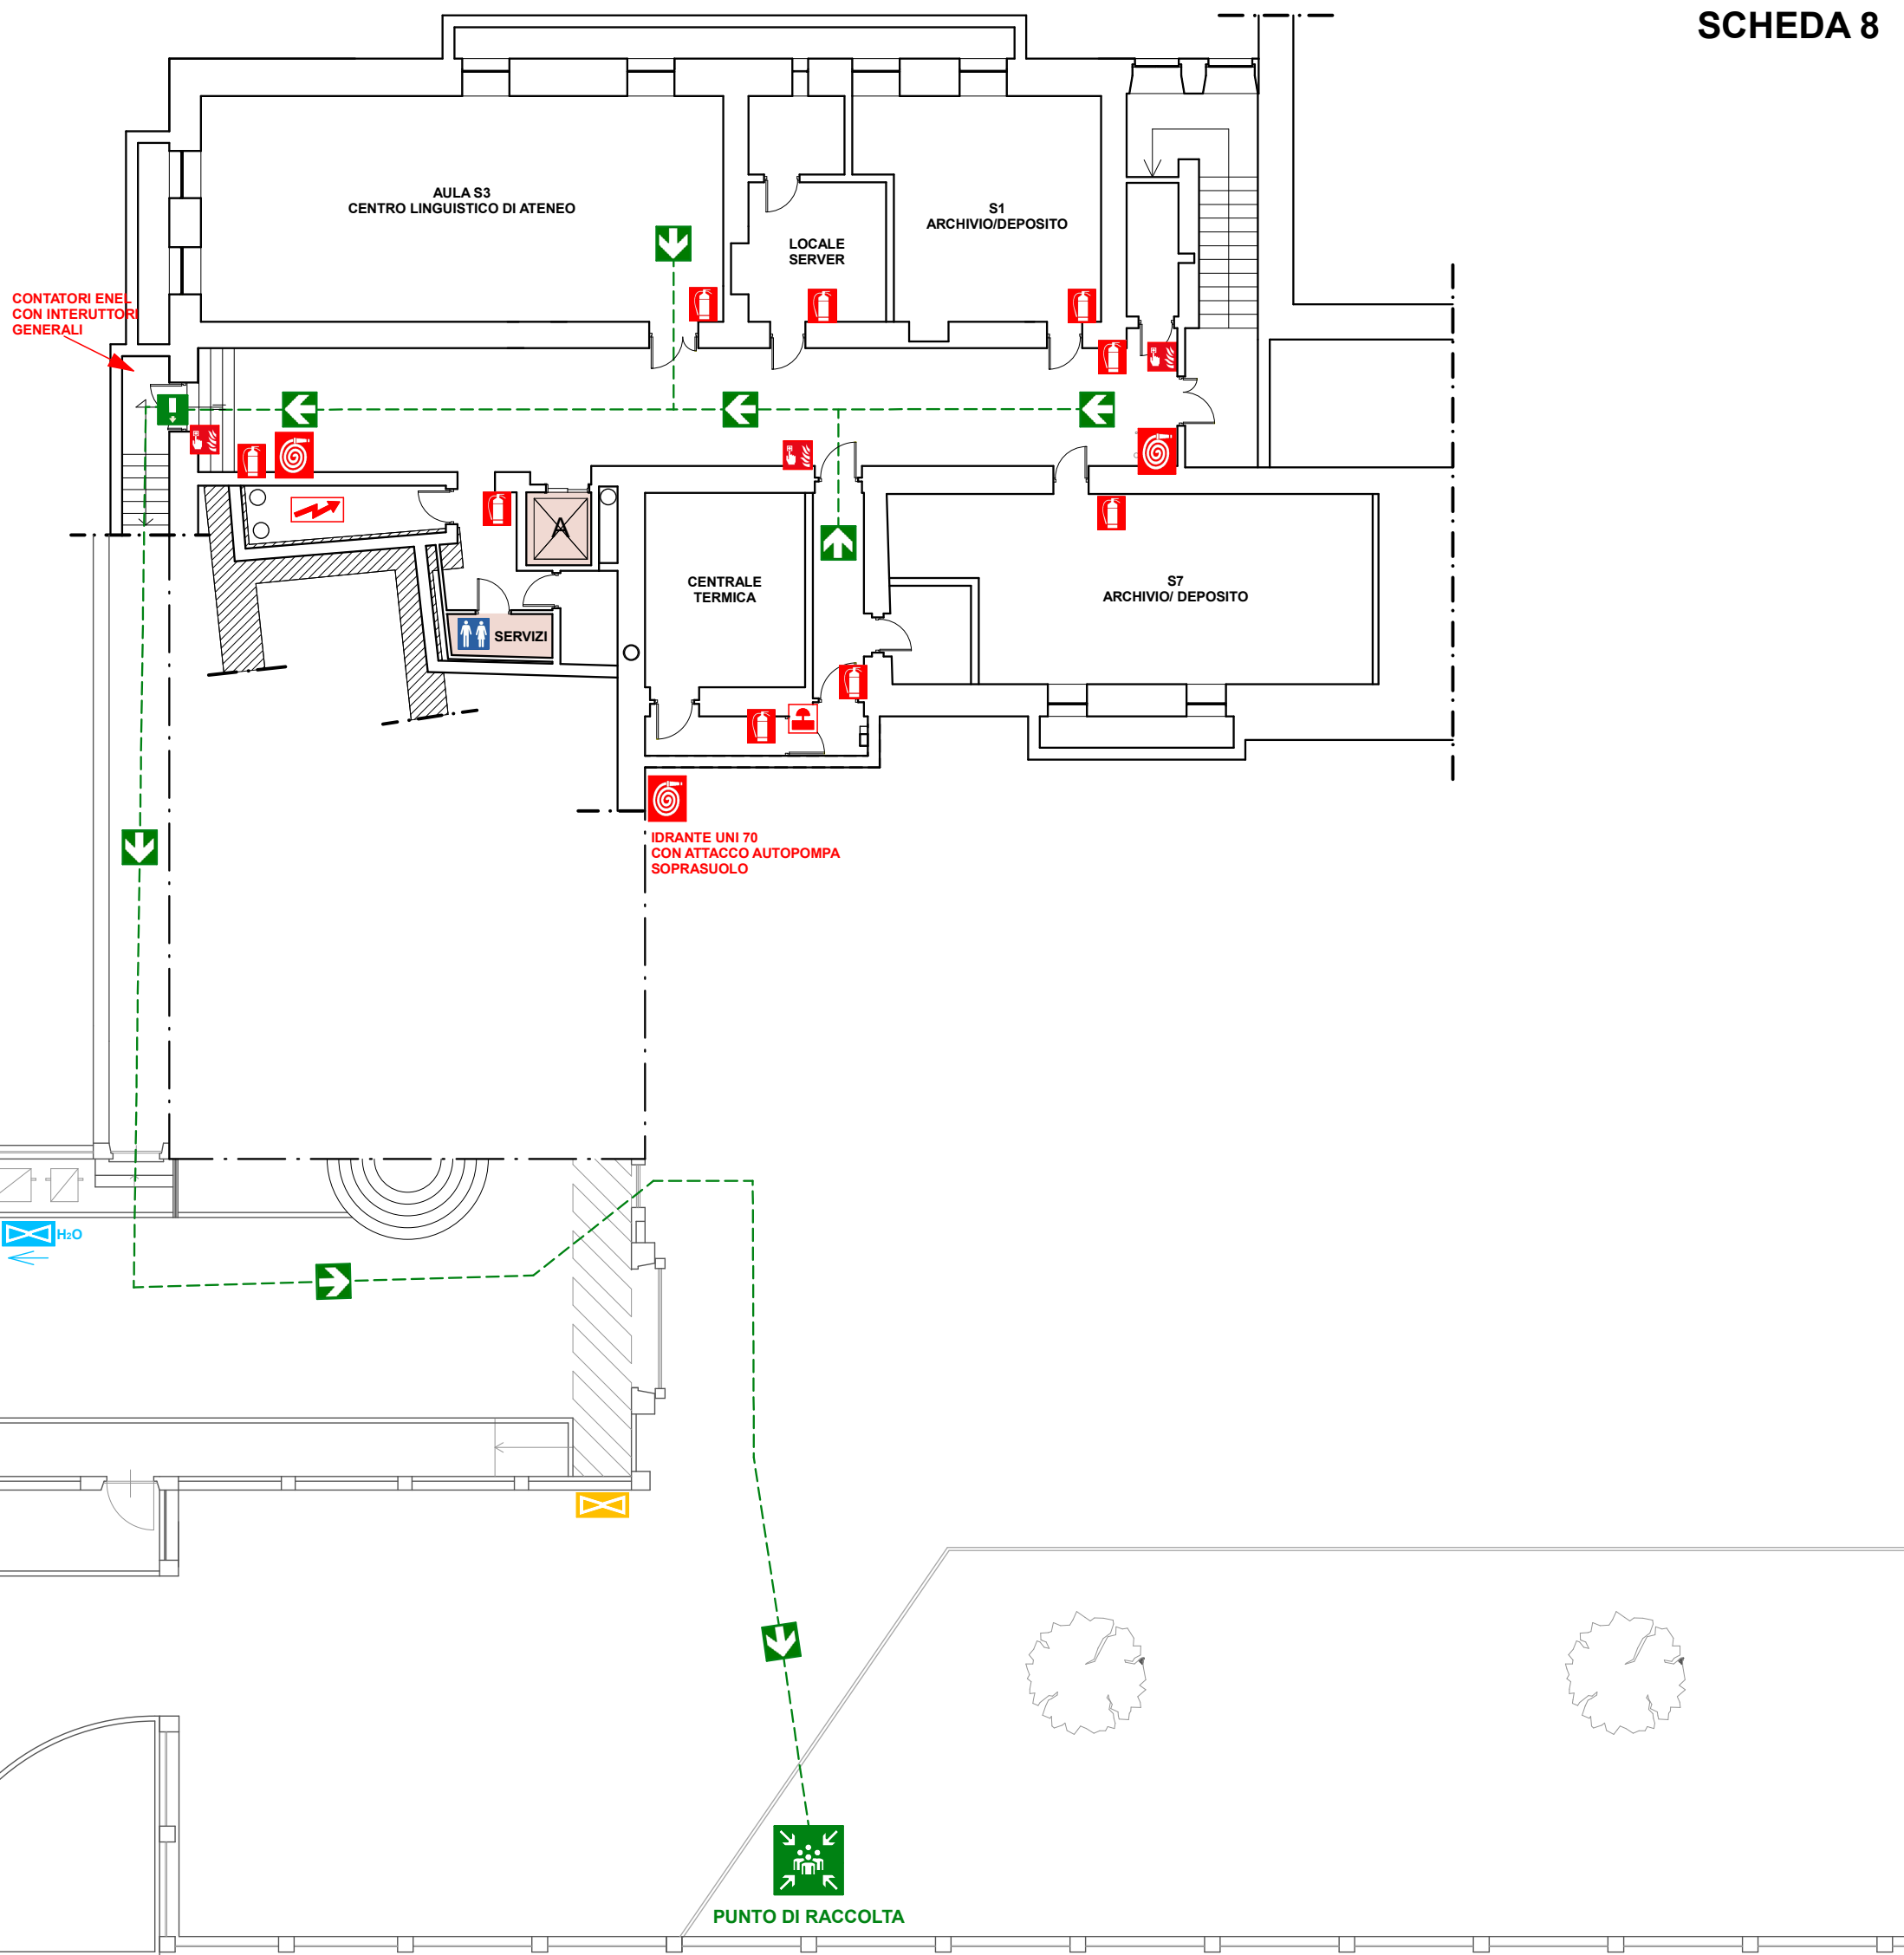 SCHEDA 8
AULA S3
CENTRO LINGUISTICO DI ATENEO
S1
ARCHIVIO/DEPOSITO
LOCALE
SERVER
CONTATORI ENEL
CON INTERUTTORI
GENERALI
A
CENTRALE
TERMICA
S7
ARCHIVIO/ DEPOSITO
SERVIZI
IDRANTE UNI 70
CON ATTACCO AUTOPOMPA
SOPRASUOLO
H2O
PUNTO DI RACCOLTA